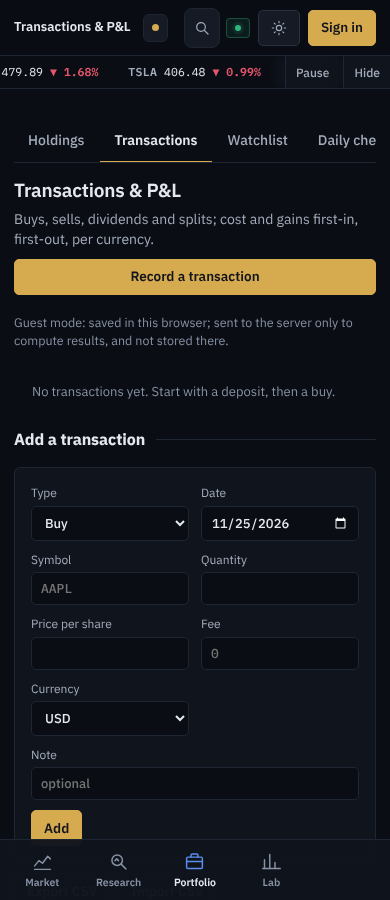 Transactions & P&L
Sign in
479.89 ▼ 1.68% TSLA 406.48 ▼ 0.99% Pause Hide
Holdings Transactions Watchlist Daily che
Transactions & P&L
Buys, sells, dividends and splits; cost and gains first-in,
first-out, per currency.
Record a transaction
Guest mode: saved in this browser; sent to the server only to
compute results, and not stored there.
No transactions yet. Start with a deposit, then a buy.
Add a transaction
Type Date
Buy 11/25/2026
Symbol Quantity
AAPL
Price per share Fee
0
Currency
USD
Note
optional
Add
Market Research Portfolio Lab